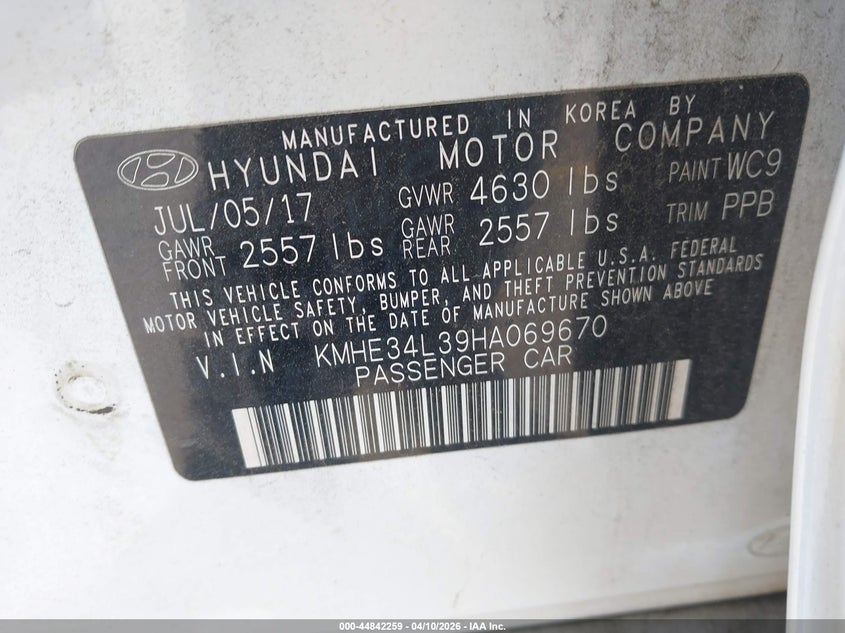 MANUFACTURED IN KOREA BY
HYUNDAI MOTOR COMPANY
JUL/05/17 GVWR 4630 lbs PAINT WC9
GAWR FRONT 2557 lbs GAWR REAR 2557 lbs TRIM PPB
THIS VEHICLE CONFORMS TO ALL APPLICABLE U.S.A. FEDERAL
MOTOR VEHICLE SAFETY, BUMPER, AND THEFT PREVENTION STANDARDS
IN EFFECT ON THE DATE OF MANUFACTURE SHOWN ABOVE
V.I.N KMHE34L39HA069670
PASSENGER CAR
000-44842259 - 04/10/2026 - IAA Inc.